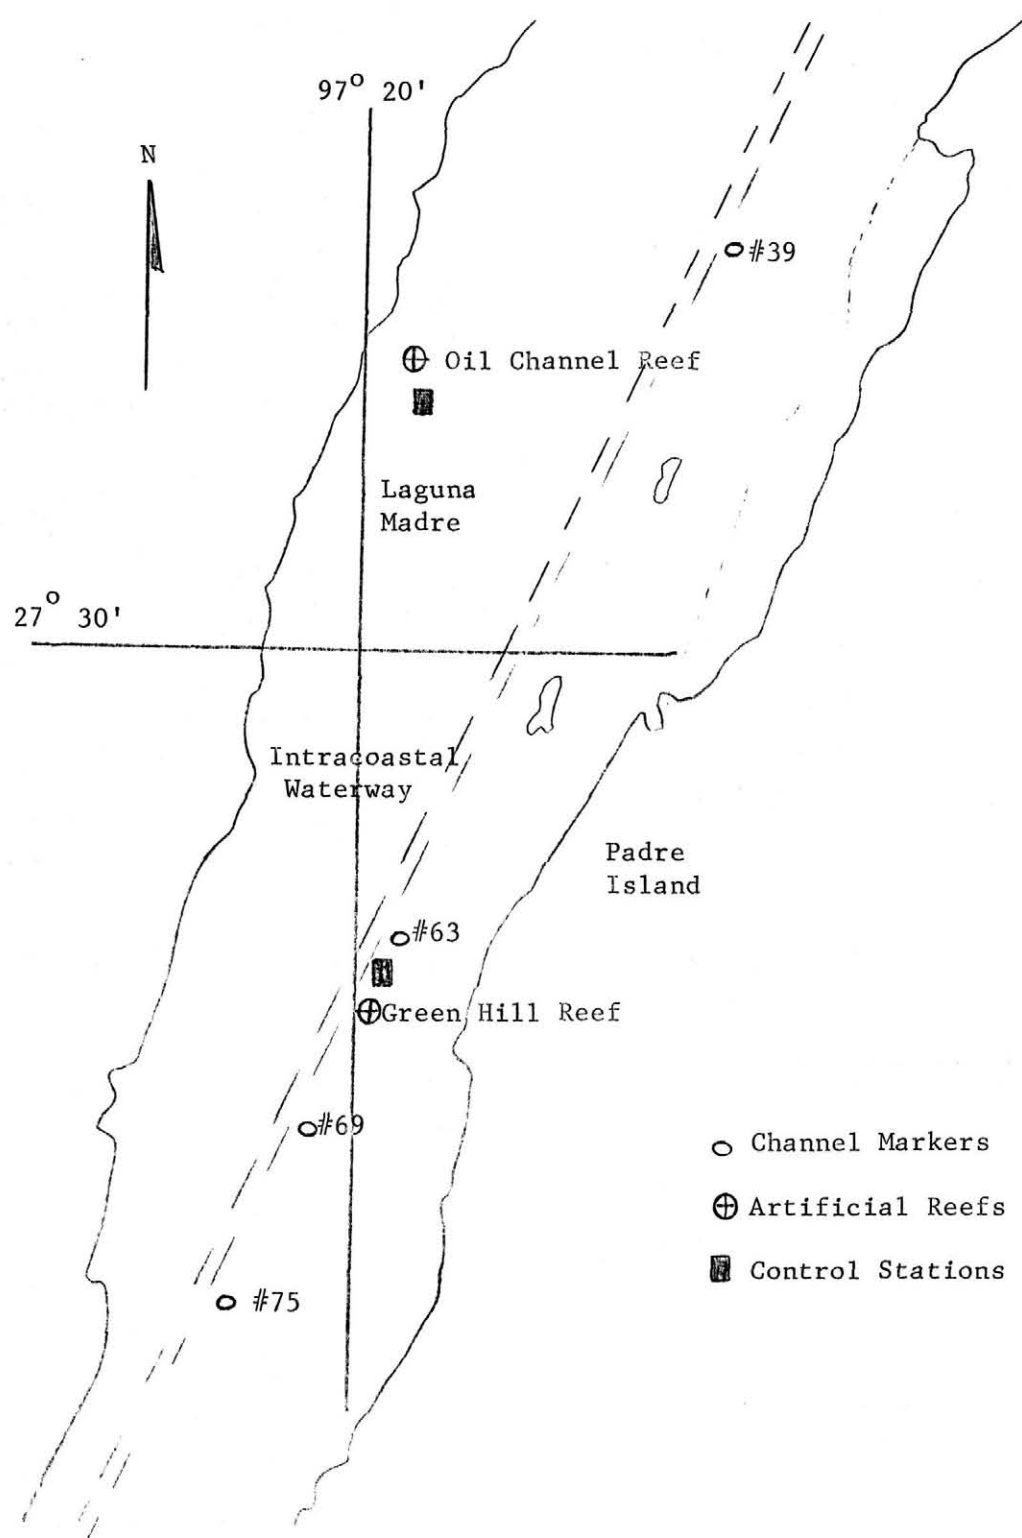 97° 20'
N
#39
Oil Channel Reef
Laguna
Madre
27° 30'
Intracoastal
Waterway
Padre
Island
#63
Green Hill Reef
#69
Channel Markers
Artificial Reefs
Control Stations
#75